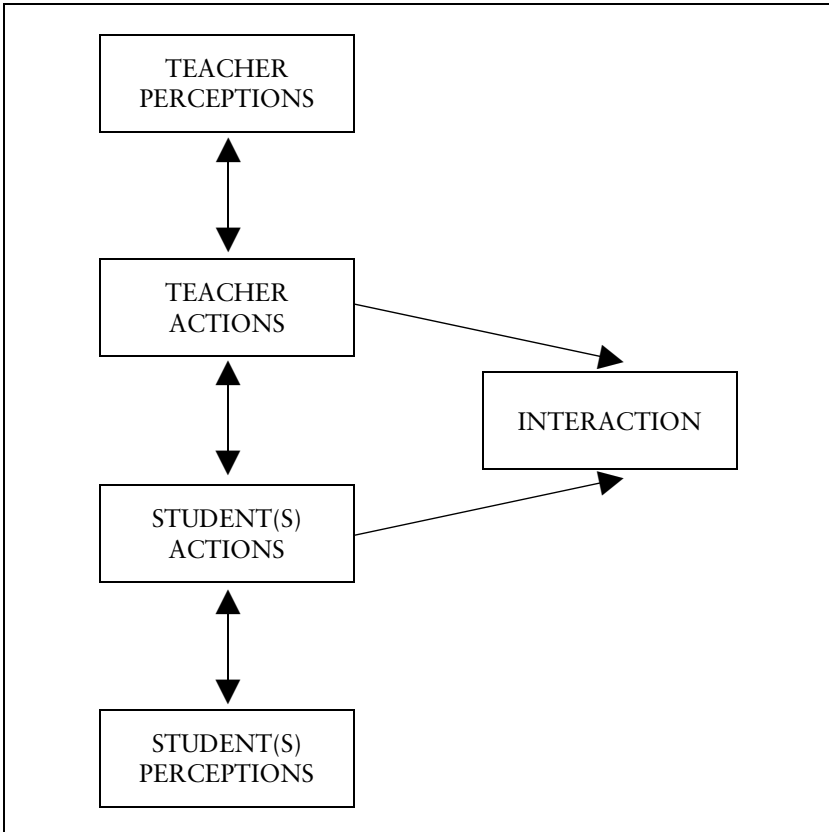 TEACHER
PERCEPTIONS
TEACHER
ACTIONS
INTERACTION
STUDENT(S)
ACTIONS
STUDENT(S)
PERCEPTIONS